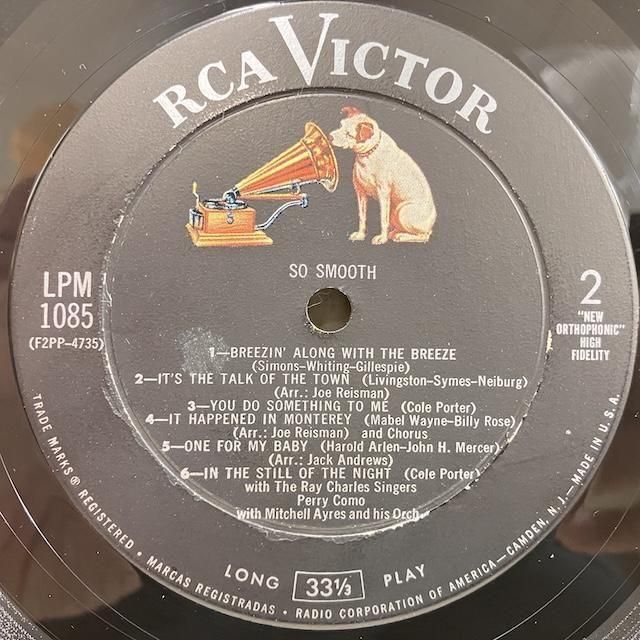 RCA VICTOR
SO SMOOTH
LPM
1085
(F2PP-4735)
2
"NEW
ORTHOPHONIC"
HIGH
FIDELITY
1—BREEZIN' ALONG WITH THE BREEZE
(Simons-Whiting-Gillespie)
2—IT'S THE TALK OF THE TOWN (Livingston-Symes-Neiburg)
(Arr.: Joe Reisman)
3—YOU DO SOMETHING TO ME (Cole Porter)
4—IT HAPPENED IN MONTEREY (Mabel Wayne-Billy Rose)
(Arr.: Joe Reisman) and Chorus
5—ONE FOR MY BABY (Harold Arlen-John H. Mercer)
(Arr.: Jack Andrews)
6—IN THE STILL OF THE NIGHT (Cole Porter)
with The Ray Charles Singers
Perry Como
with Mitchell Ayres and his Orch.
LONG 33⅓ PLAY
TRADE MARKS ® REGISTERED • MARCAS REGISTRADAS • RADIO CORPORATION OF AMERICA—CAMDEN, N.J.—MADE IN U.S.A.